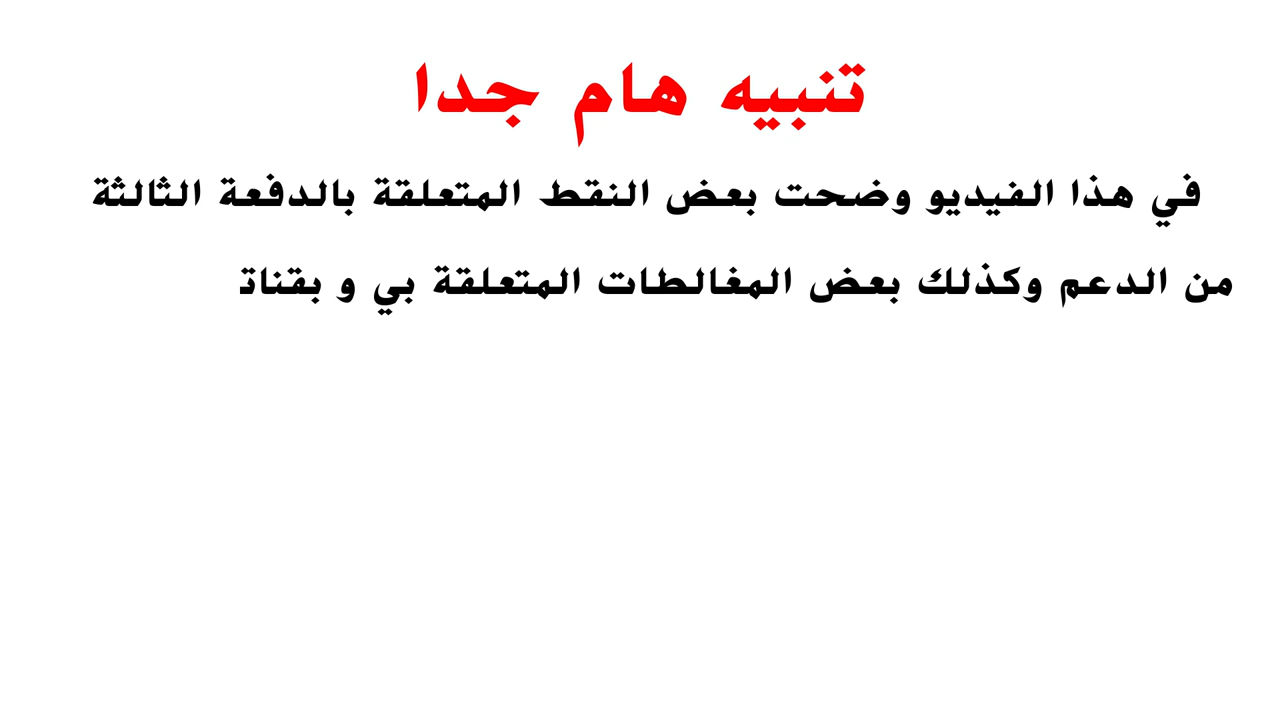 تنبيه هام جدا
في هذا الفيديو وضحت بعض النقط المتعلقة بالدفعة الثالثة
من الدعم وكذلك بعض المغالطات المتعلقة بي و بقناتـ